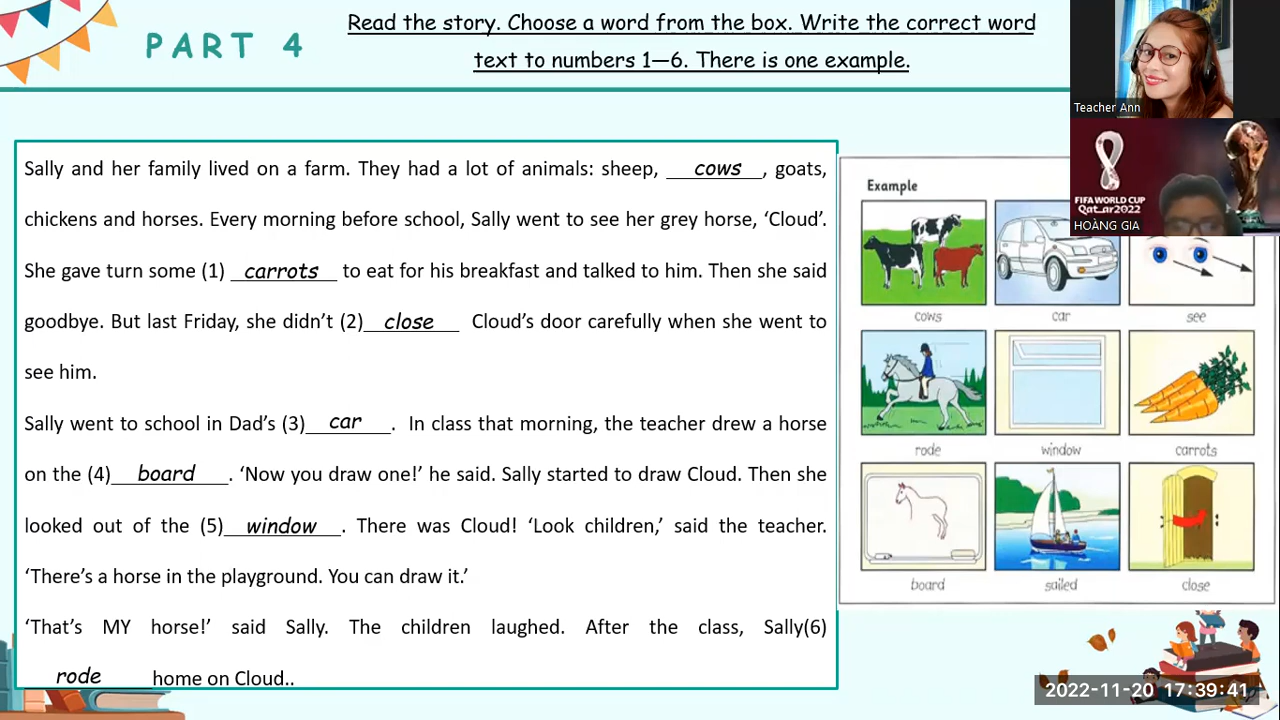 PART 4
Read the story. Choose a word from the box. Write the correct word
text to numbers 1—6. There is one example.
Teacher Ann
FIFA WORLD CUP
Qatar2022
HOÀNG GIA
Sally and her family lived on a farm. They had a lot of animals: sheep, cows, goats,
chickens and horses. Every morning before school, Sally went to see her grey horse, ‘Cloud’.
She gave turn some (1) carrots to eat for his breakfast and talked to him. Then she said
goodbye. But last Friday, she didn’t (2) close Cloud’s door carefully when she went to
see him.
Sally went to school in Dad’s (3) car. In class that morning, the teacher drew a horse
on the (4) board. ‘Now you draw one!’ he said. Sally started to draw Cloud. Then she
looked out of the (5) window. There was Cloud! ‘Look children,’ said the teacher.
‘There’s a horse in the playground. You can draw it.’
‘That’s MY horse!’ said Sally. The children laughed. After the class, Sally(6)
rode home on Cloud..
Example
cows car see
rode window carrots
board sailed close
2022-11-20 17:39:41